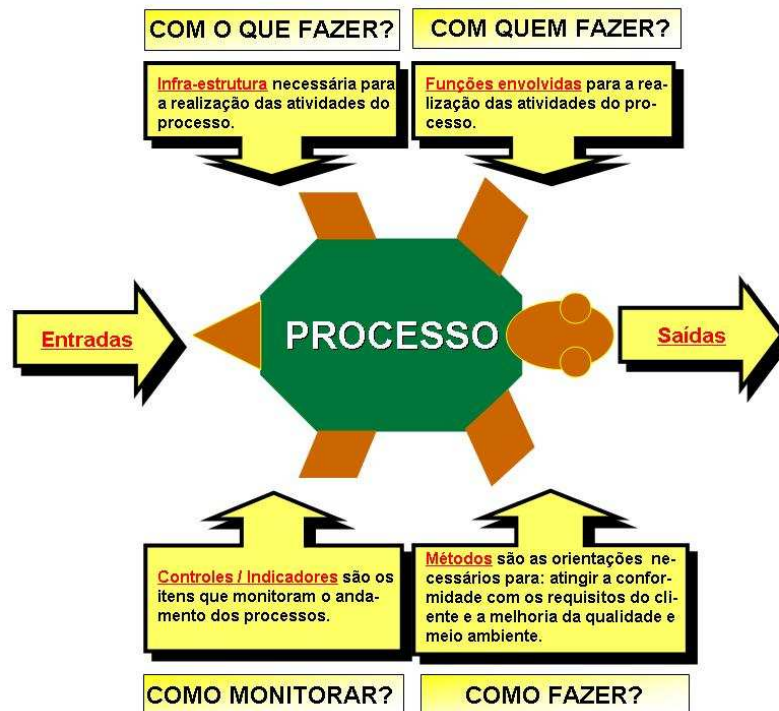 COM O QUE FAZER?
COM QUEM FAZER?
Infra-estrutura necessária para
a realização das atividades do
processo.
Funções envolvidas para a rea-
lização das atividades do pro-
cesso.
Entradas
PROCESSO
Saídas
Controles / Indicadores são os
itens que monitoram o anda-
mento dos processos.
Métodos são as orientações ne-
cessários para: atingir a confor-
midade com os requisitos do cli-
ente e a melhoria da qualidade e
meio ambiente.
COMO MONITORAR?
COMO FAZER?